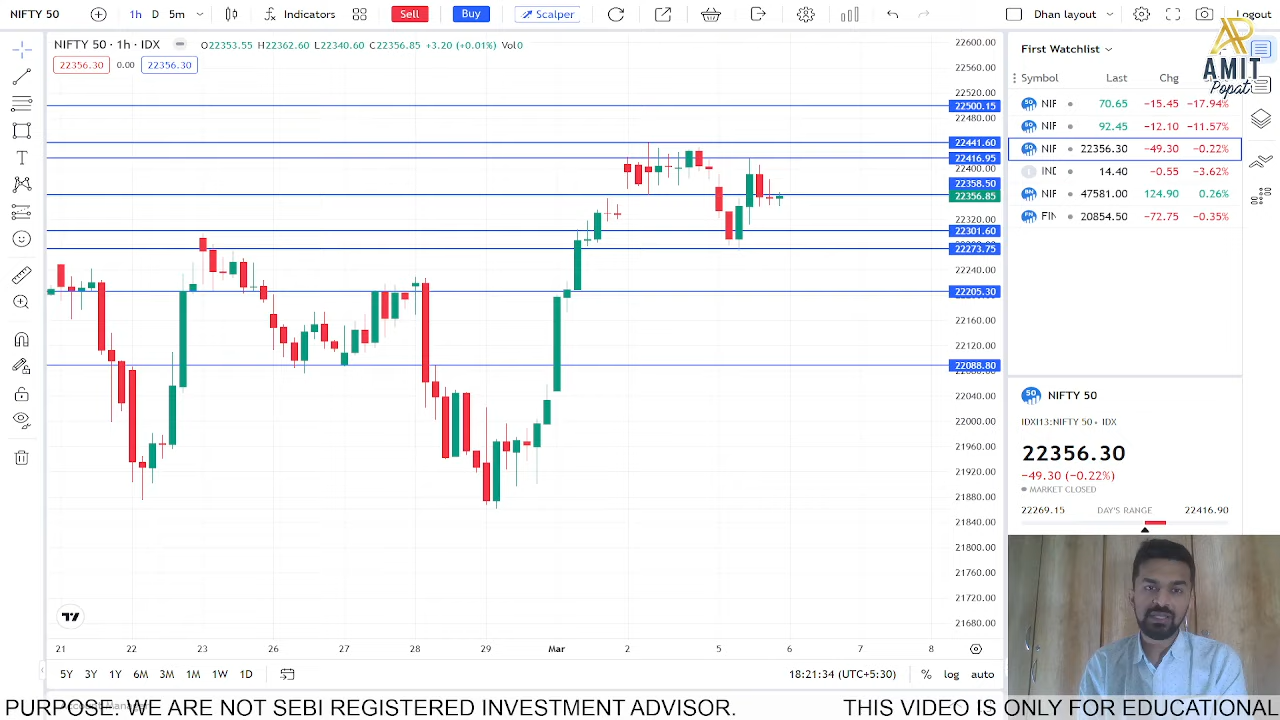 NIFTY 50 1h D 5m Indicators Sell Buy Scalper Dhan layout Logout
NIFTY 50 · 1h · IDX O22353.55 H22362.60 L22340.60 C22356.85 +3.20 (+0.01%) Vol0
22356.30 0.00 22356.30
22600.00
22560.00
22520.00
22500.15
22480.00
22441.60
22416.95
22400.00
22358.50
22356.85
22320.00
22301.60
22273.75
22240.00
22205.30
22160.00
22120.00
22088.80
22040.00
22000.00
21960.00
21920.00
21880.00
21840.00
21800.00
21760.00
21720.00
21680.00
21 22 23 26 27 28 29 Mar 2 5 6 7 8
5Y 3Y 1Y 6M 3M 1M 1W 1D 18:21:34 (UTC+5:30) % log auto
First Watchlist
AP
AMIT
Popat
Symbol Last Chg
NIF 70.65 −15.45 −17.94%
NIF 92.45 −12.10 −11.57%
NIF 22356.30 −49.30 −0.22%
INC 14.40 −0.55 −3.62%
NIF 47581.00 124.90 0.26%
FIN 20854.50 −72.75 −0.35%
50 NIFTY 50
IDXI13:NIFTY 50 · IDX
22356.30
−49.30 (−0.22%)
MARKET CLOSED
22269.15 DAY'S RANGE 22416.90
PURPOSE. WE ARE NOT SEBI REGISTERED INVESTMENT ADVISOR. THIS VIDEO IS ONLY FOR EDUCATIONAL